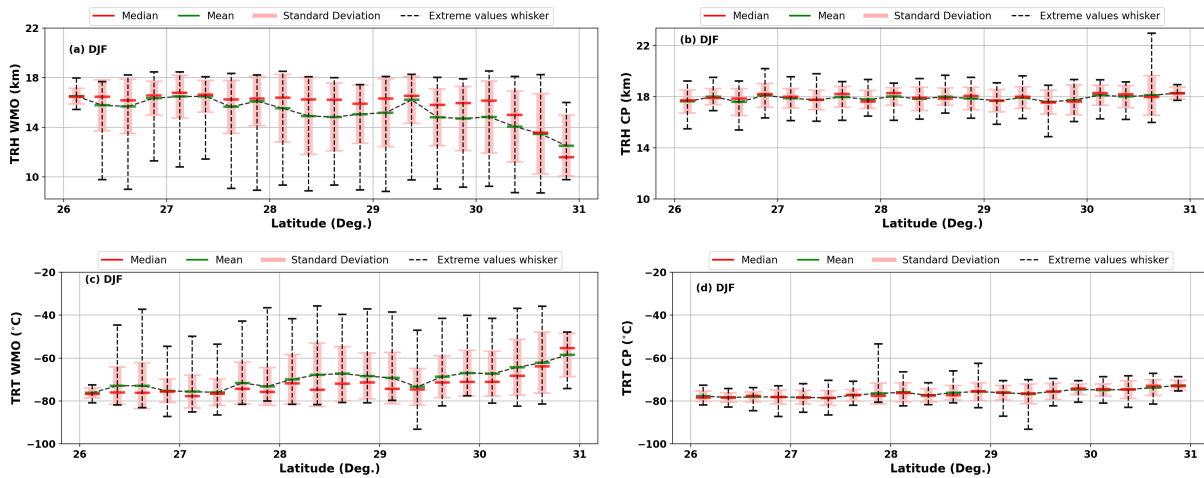 Median Mean Standard Deviation Extreme values whisker
(a) DJF
TRH WMO (km)
22
18
14
10
26 27 28 29 30 31
Latitude (Deg.)
Median Mean Standard Deviation Extreme values whisker
(b) DJF
TRH CP (km)
22
18
14
10
26 27 28 29 30 31
Latitude (Deg.)
Median Mean Standard Deviation Extreme values whisker
(c) DJF
TRT WMO (°C)
−20
−60
−80
−100
26 27 28 29 30 31
Latitude (Deg.)
Median Mean Standard Deviation Extreme values whisker
(d) DJF
TRT CP (°C)
−20
−60
−80
−100
26 27 28 29 30 31
Latitude (Deg.)